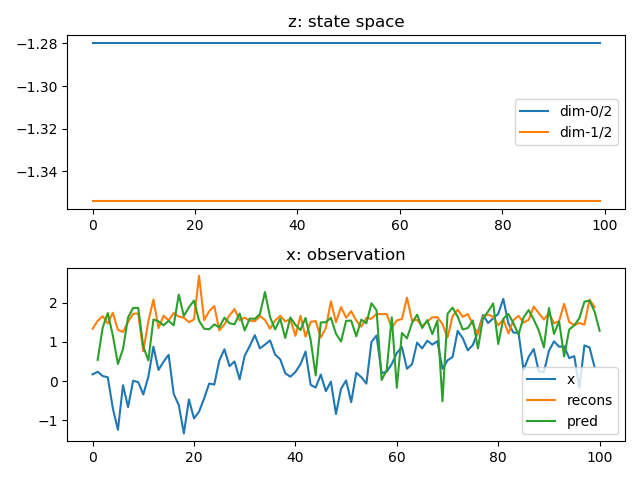 z: state space
−1.28
−1.30
−1.32
−1.34
dim-0/2
dim-1/2
0 20 40 60 80 100
x: observation
2
1
0
−1
x
recons
pred
0 20 40 60 80 100